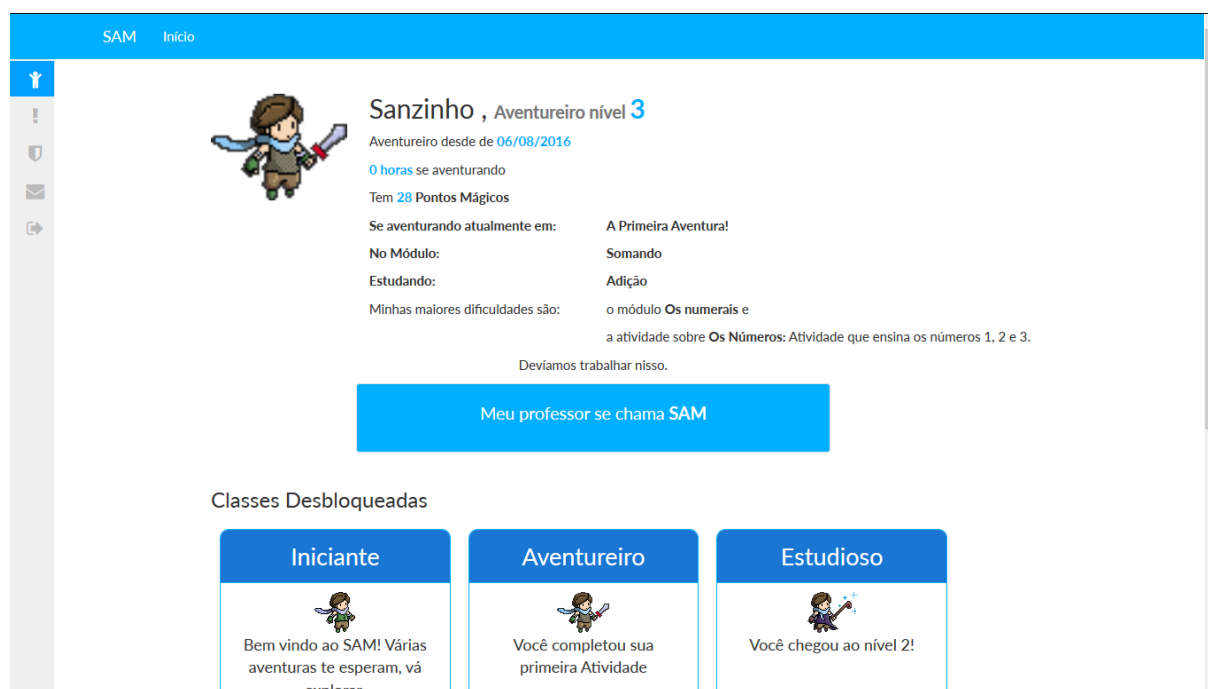 SAM Início
Sanzinho , Aventureiro nível 3
Aventureiro desde de 06/08/2016
0 horas se aventurando
Tem 28 Pontos Mágicos
Se aventurando atualmente em: A Primeira Aventura!
No Módulo: Somando
Estudando: Adição
Minhas maiores dificuldades são: o módulo Os numerais e
a atividade sobre Os Números: Atividade que ensina os números 1, 2 e 3.
Devíamos trabalhar nisso.
Meu professor se chama SAM
Classes Desbloqueadas
Iniciante
Bem vindo ao SAM! Várias
aventuras te esperam, vá
Aventureiro
Você completou sua
primeira Atividade
Estudioso
Você chegou ao nível 2!